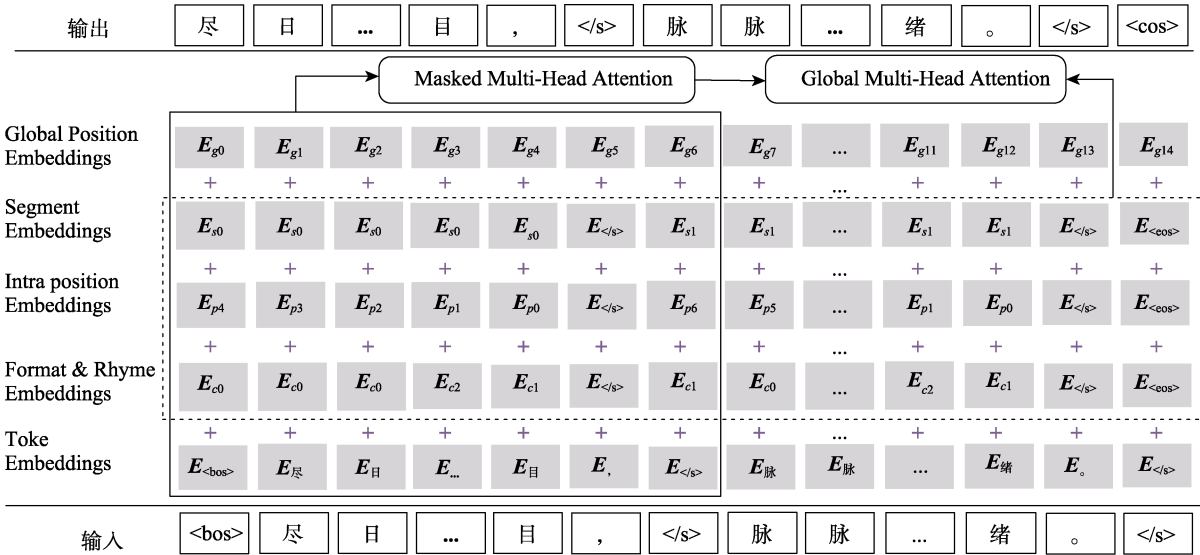 输出 尽 日 ... 目 , </s> 脉 脉 ... 绪 。 </s> <cos>
Masked Multi-Head Attention Global Multi-Head Attention
Global Position Embeddings E_g0 E_g1 E_g2 E_g3 E_g4 E_g5 E_g6 E_g7 ... E_g11 E_g12 E_g13 E_g14
+ + + + + + + + ... + + + +
Segment Embeddings E_s0 E_s0 E_s0 E_s0 E_s0 E_</s> E_s1 E_s1 ... E_s1 E_s1 E_</s> E_<eos>
+ + + + + + + + ... + + + +
Intra position Embeddings E_p4 E_p3 E_p2 E_p1 E_p0 E_</s> E_p6 E_p5 ... E_p1 E_p0 E_</s> E_<eos>
+ + + + + + + + ... + + + +
Format & Rhyme Embeddings E_c0 E_c0 E_c0 E_c2 E_c1 E_</s> E_c1 E_c0 ... E_c2 E_c1 E_</s> E_<eos>
+ + + + + + + + ... + + + +
Toke Embeddings E_<bos> E_尽 E_日 E_... E_目 E_, E_</s> E_脉 E_脉 ... E_绪 E_。 E_</s>
输入 <bos> 尽 日 ... 目 , </s> 脉 脉 ... 绪 。 </s>